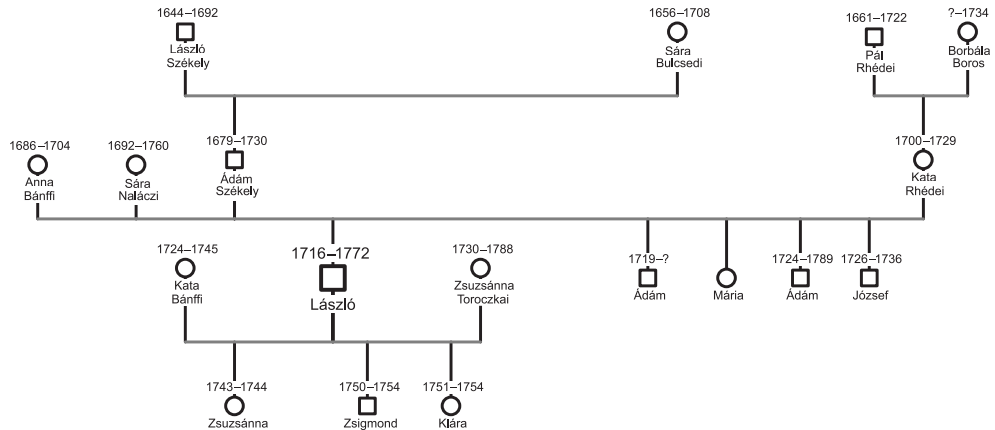 1644–1692
László
Székely
1656–1708
Sára
Bulcsedi
1661–1722
Pál
Rhédei
?–1734
Borbála
Boros
1686–1704
Anna
Bánffi
1692–1760
Sára
Naláczi
1679–1730
Ádám
Székely
1700–1729
Kata
Rhédei
1724–1745
Kata
Bánffi
1716–1772
László
1730–1788
Zsuzsánna
Toroczkai
1719–?
Ádám
Mária
1724–1789
Ádám
1726–1736
József
1743–1744
Zsuzsánna
1750–1754
Zsigmond
1751–1754
Klára